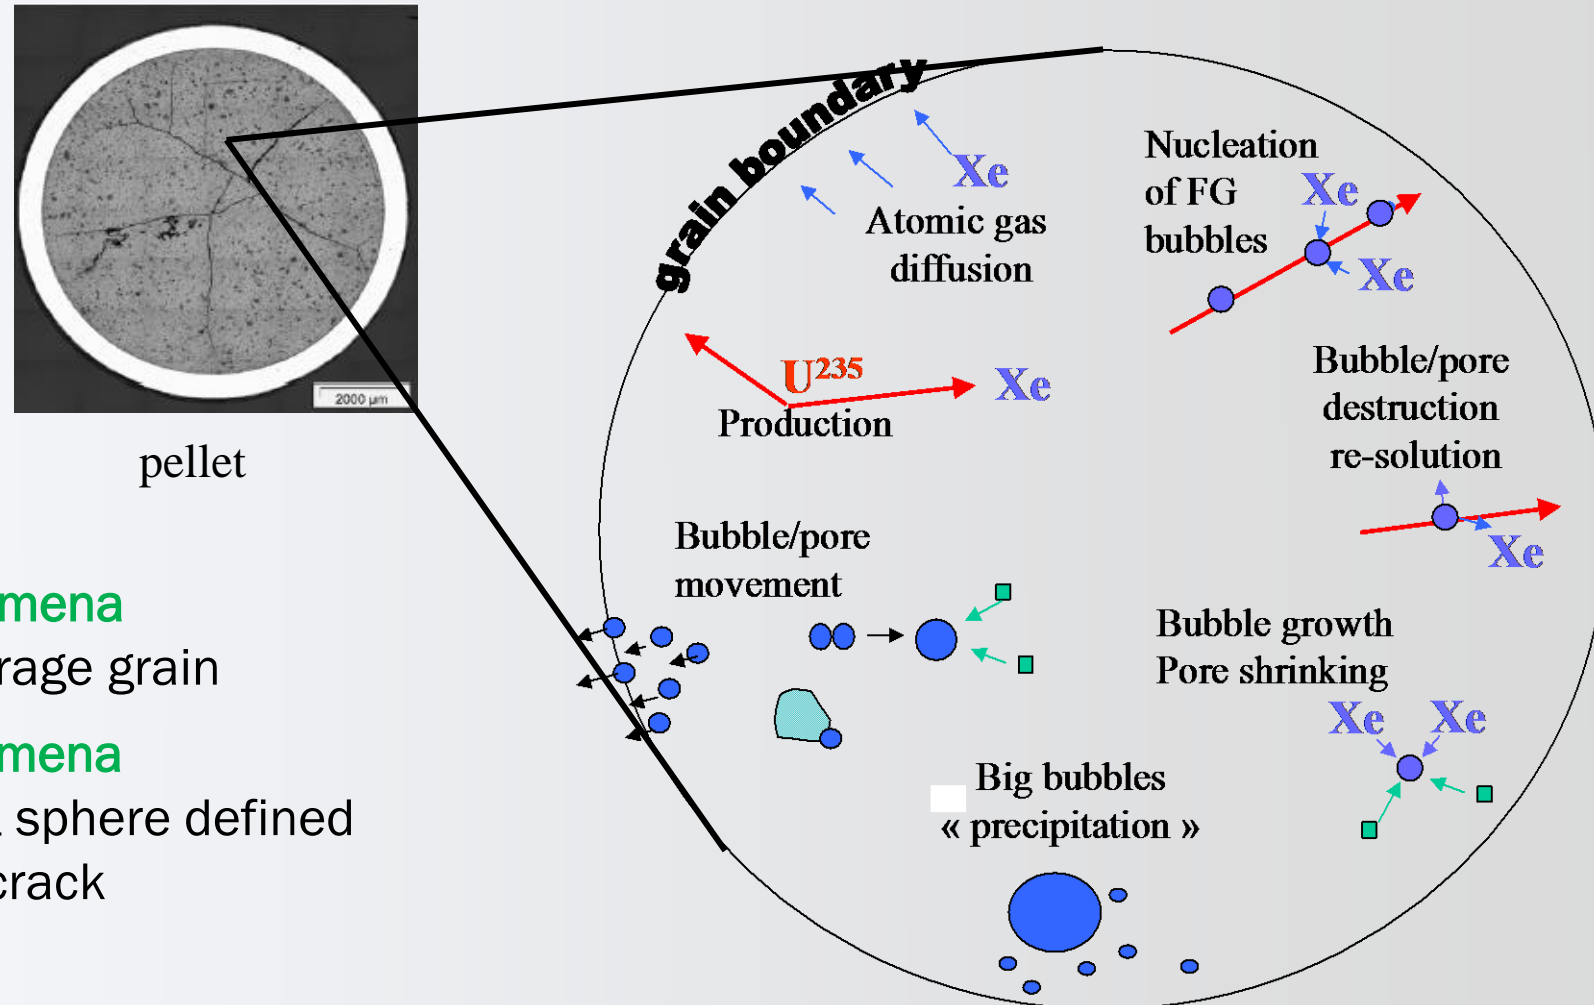 2000 µm
pellet
mena
rage grain
mena
sphere defined
crack
grain boundary
Xe
Atomic gas
diffusion
Nucleation
of FG
bubbles
Xe
Xe
U²³⁵
Xe
Production
Bubble/pore
destruction
re-solution
Xe
Bubble/pore
movement
Bubble growth
Pore shrinking
Xe Xe
Big bubbles
« precipitation »